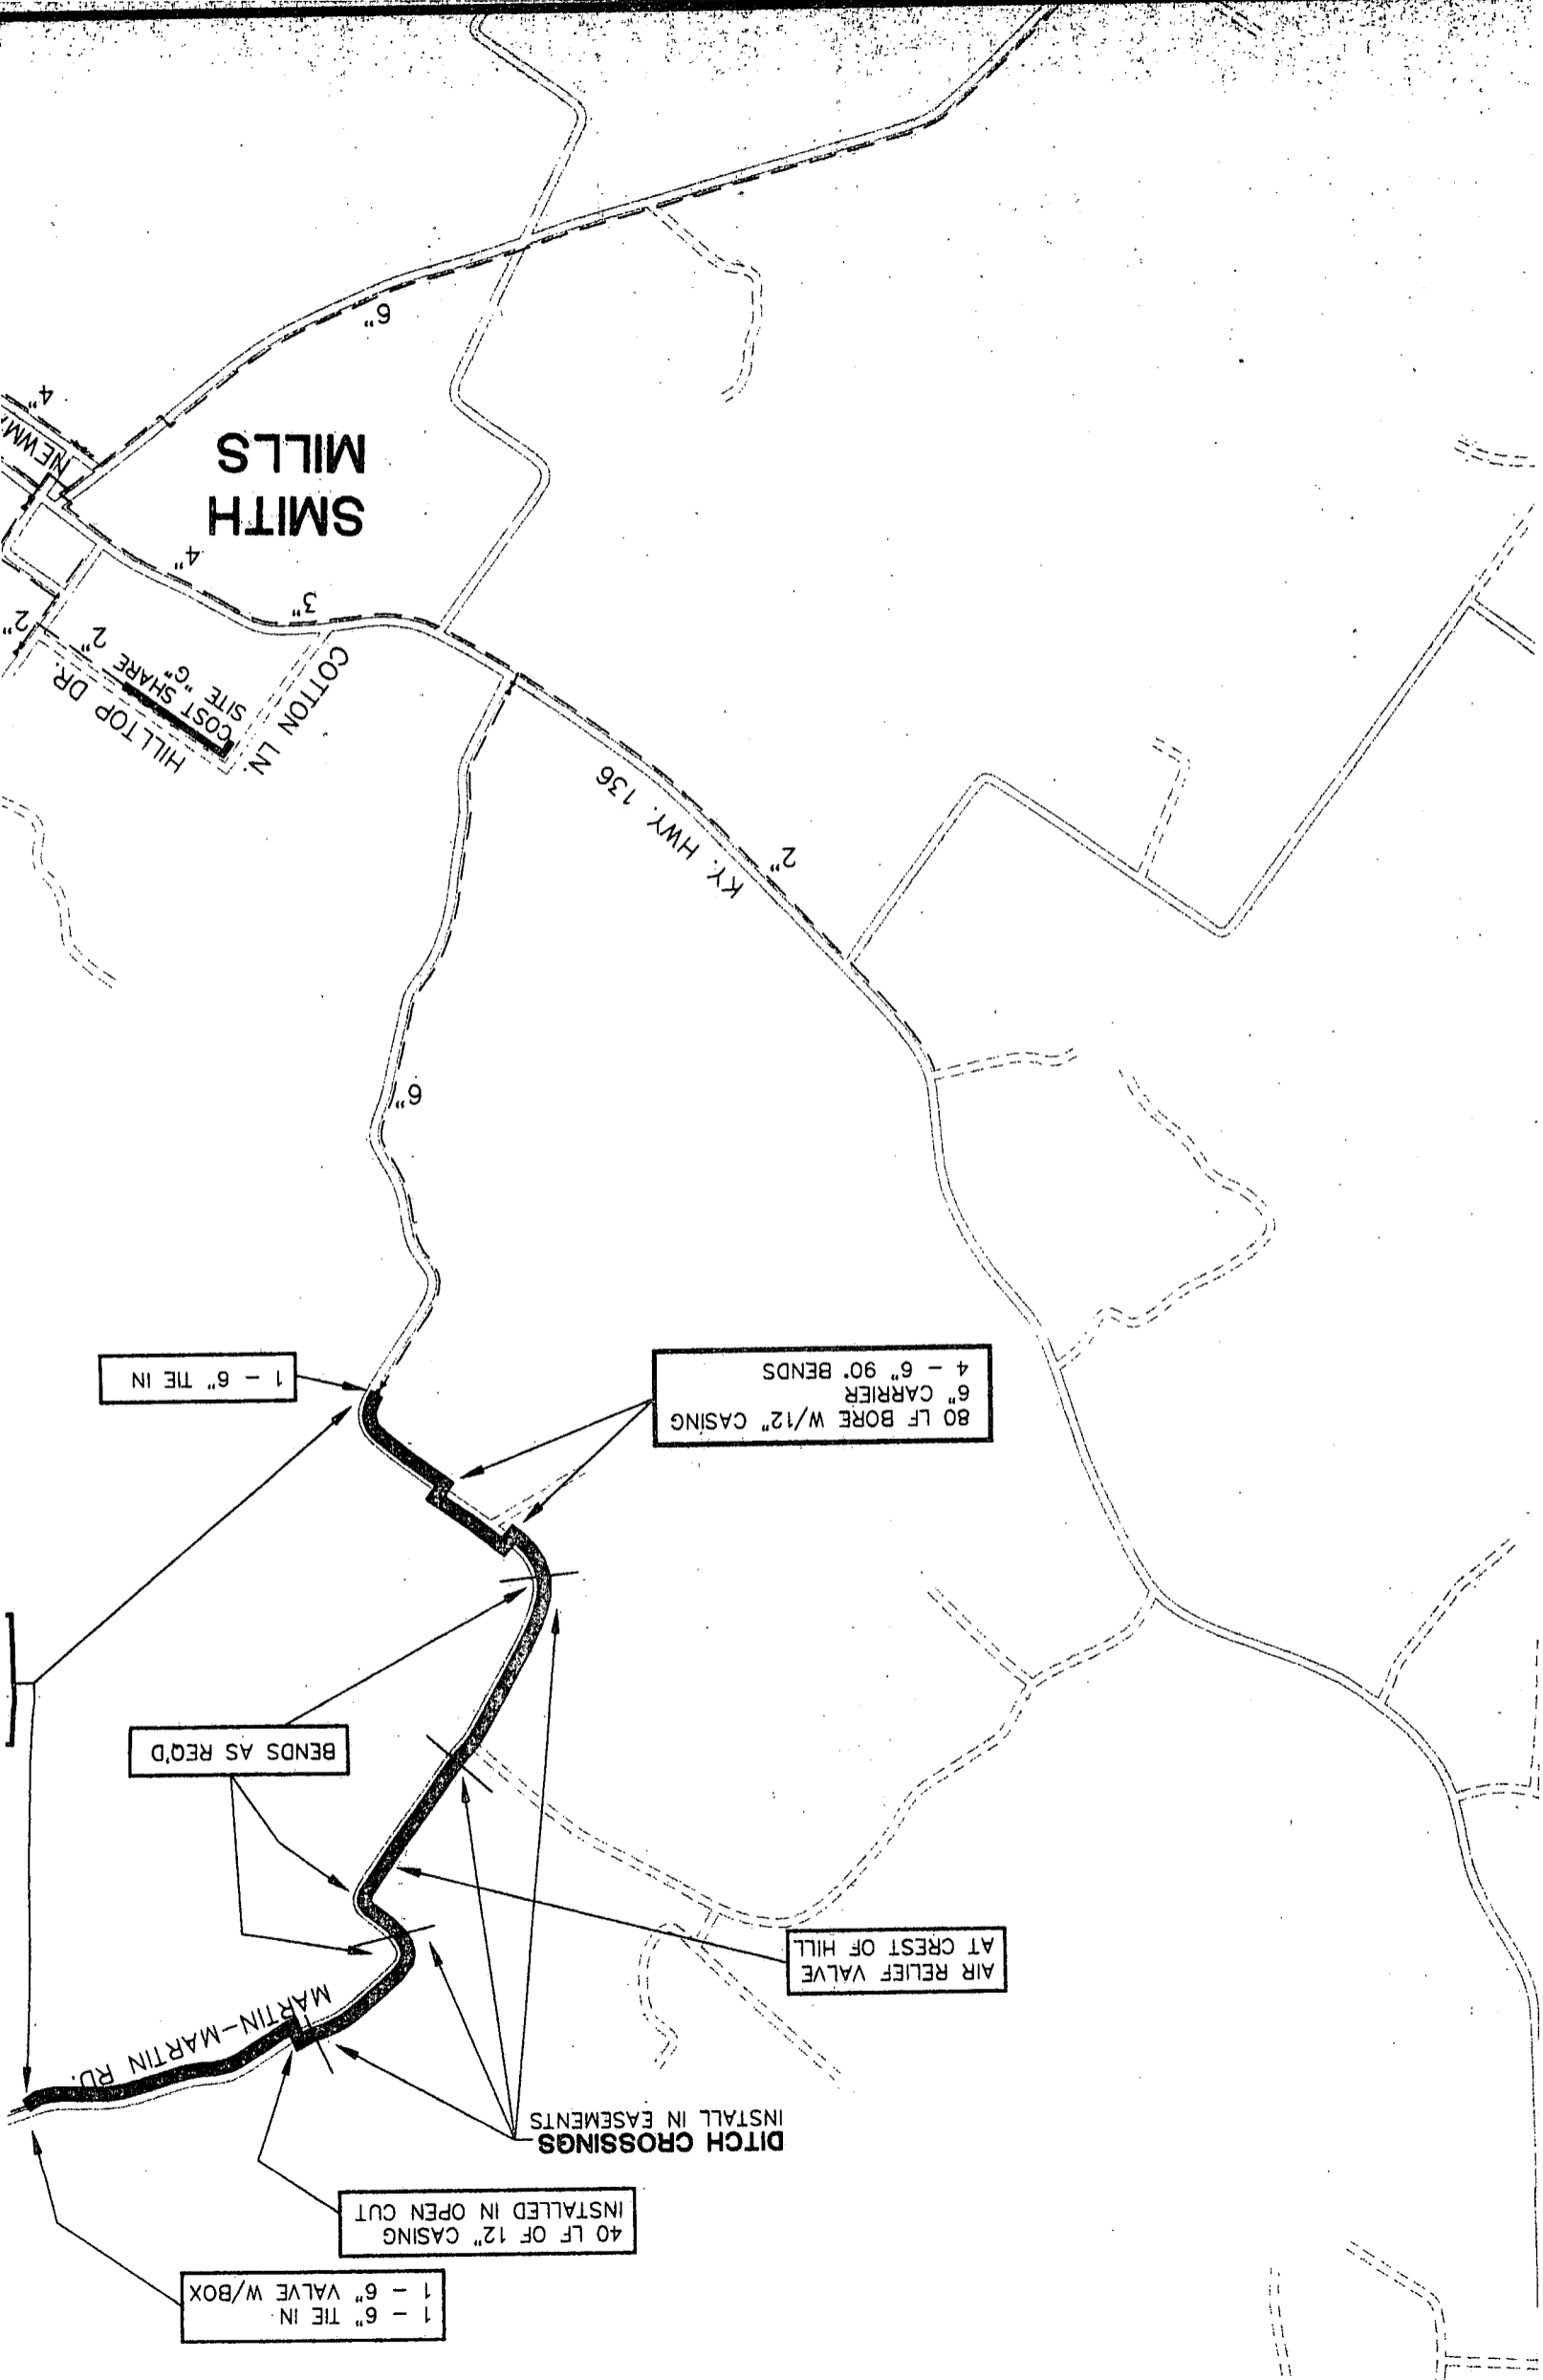 1 - 6" TIE IN
1 - 6" VALVE W/BOX
40 LF OF 12" CASING
INSTALLED IN OPEN CUT
DITCH CROSSINGS
INSTALL IN EASEMENTS
MARTIN-MARTIN RD.
AIR RELIEF VALVE
AT CREST OF HILL
BENDS AS REQ'D
80 LF BORE W/12" CASING
6" CARRIER
4 - 6" 90° BENDS
1 - 6" TIE IN
6"
2"
KY. HWY. 136
COTTON LN.
HILLTOP DR.
COST SHARE
SITE "G"
2"
2"
3"
4"
SMITH
MILLS
4"
6"